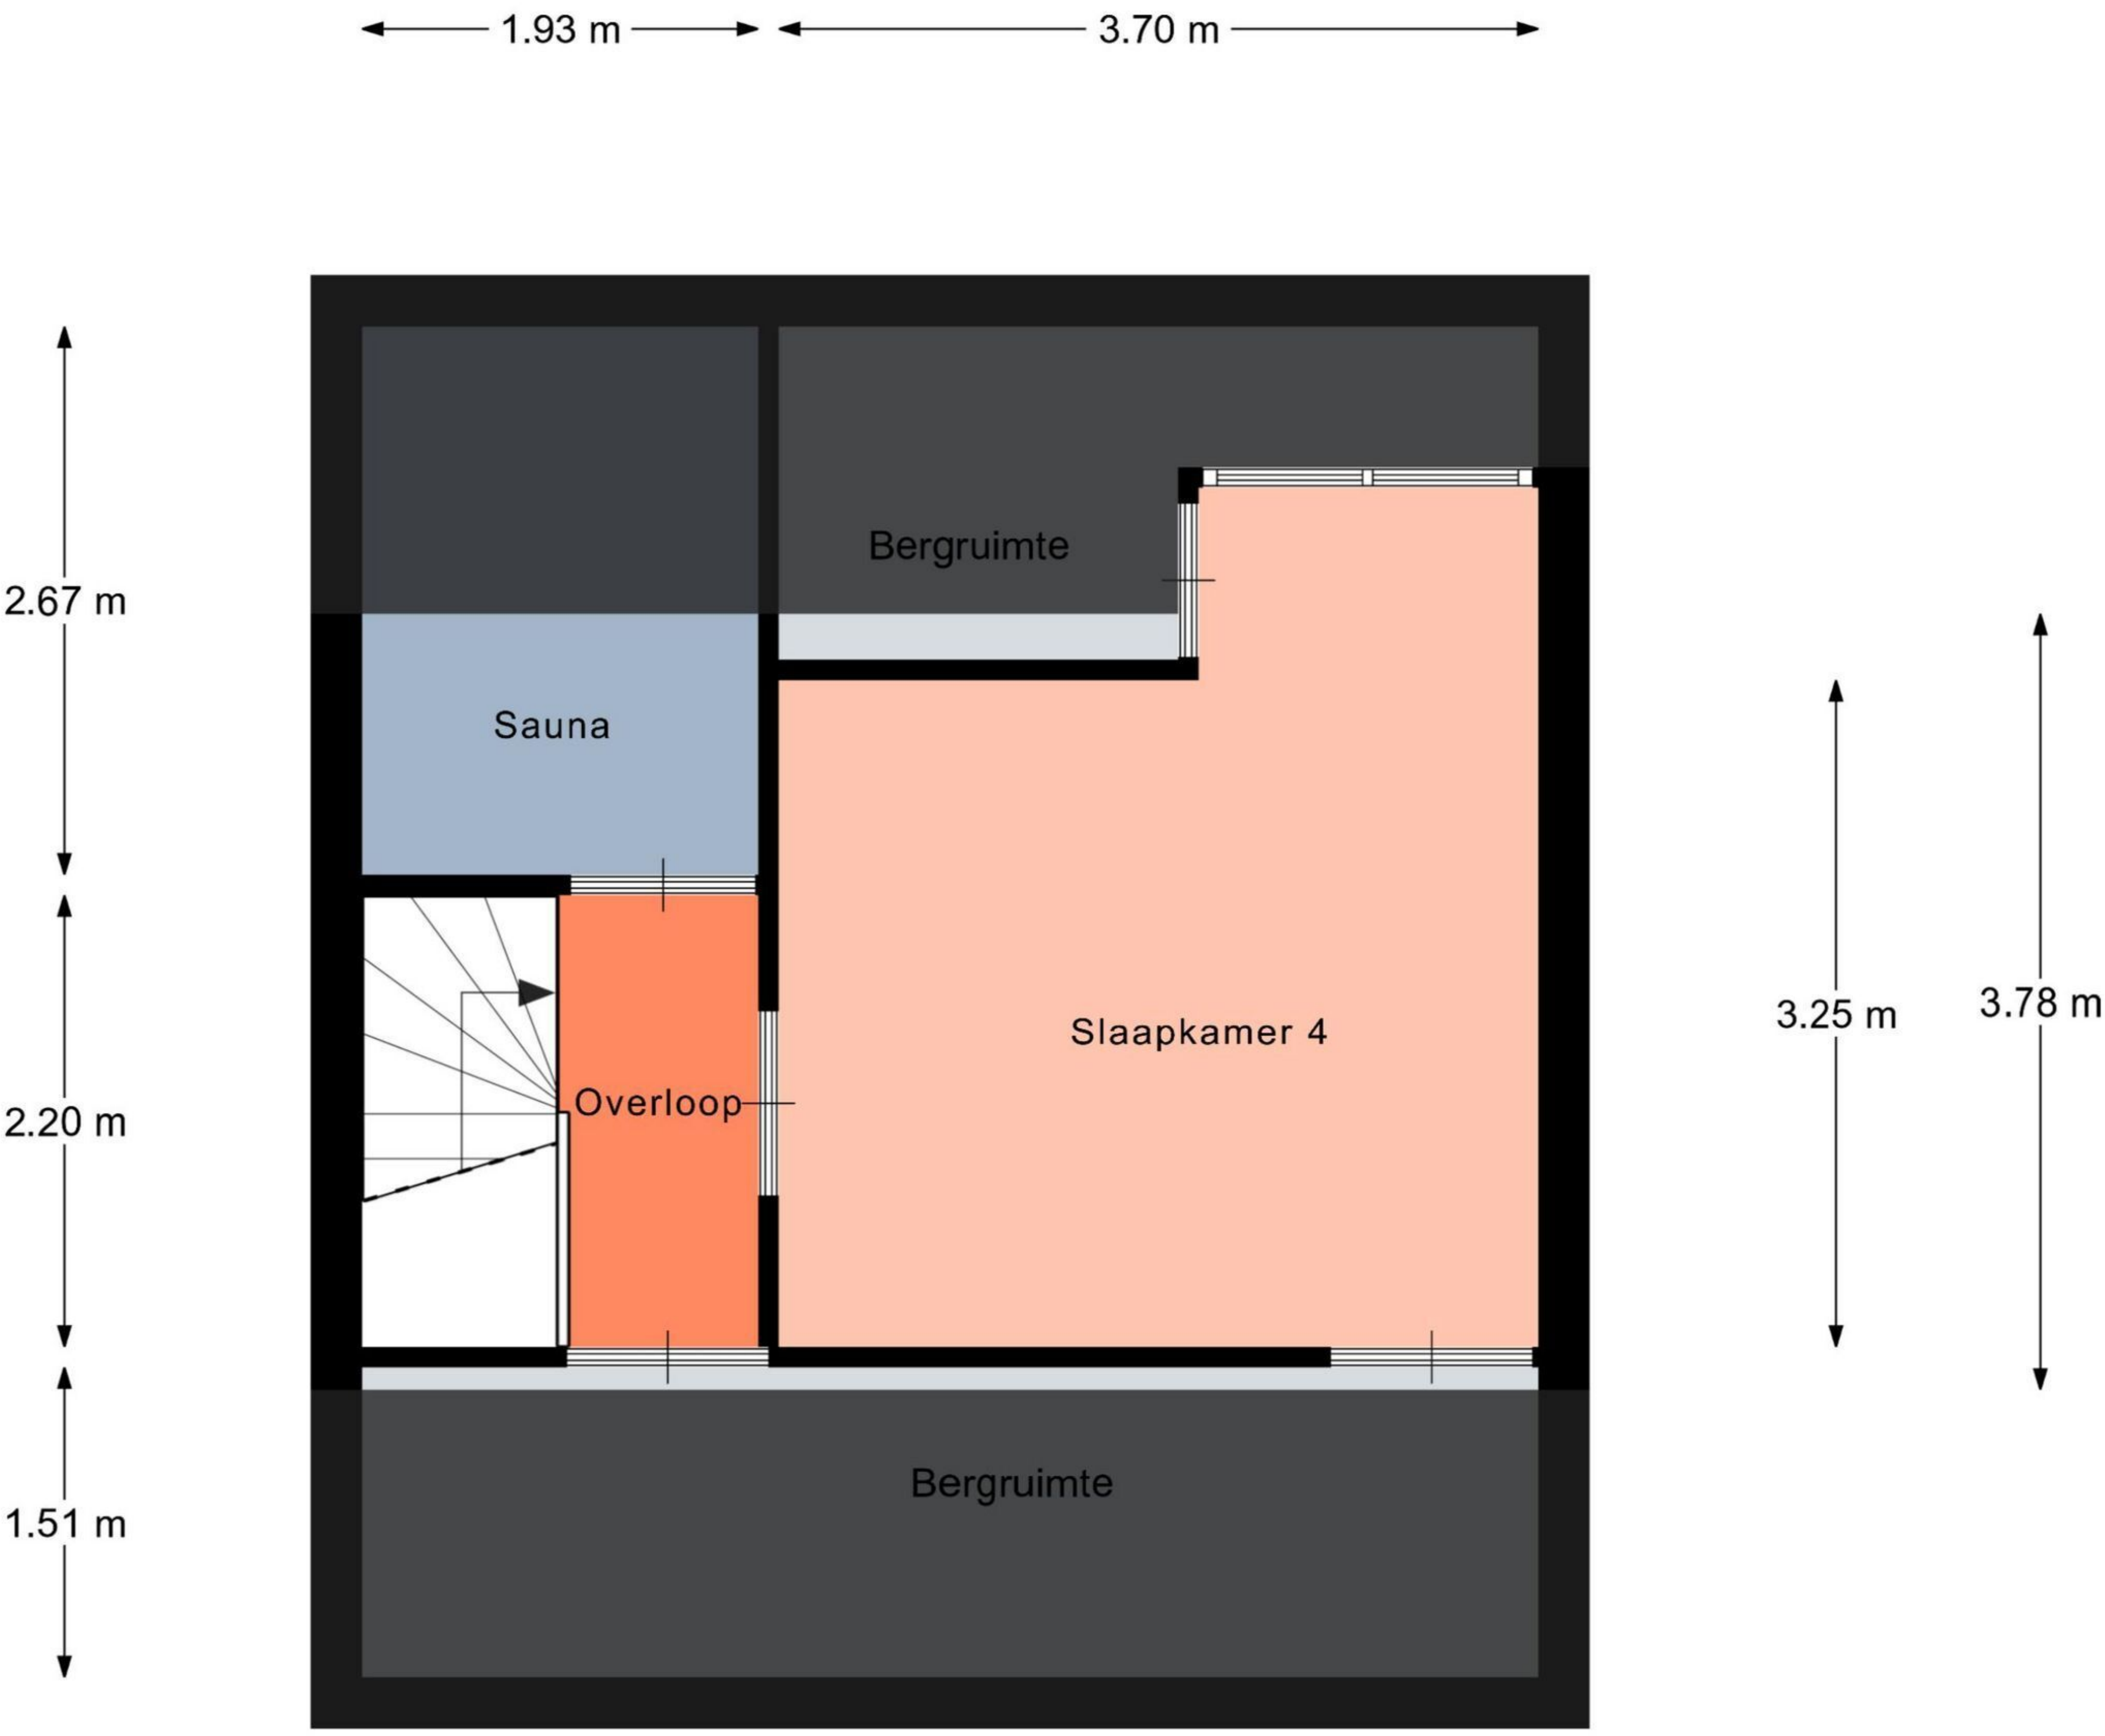 1.93 m
3.70 m
Bergruimte
2.67 m
Sauna
3.78 m
3.25 m
Slaapkamer 4
Overloop
2.20 m
Bergruimte
1.51 m